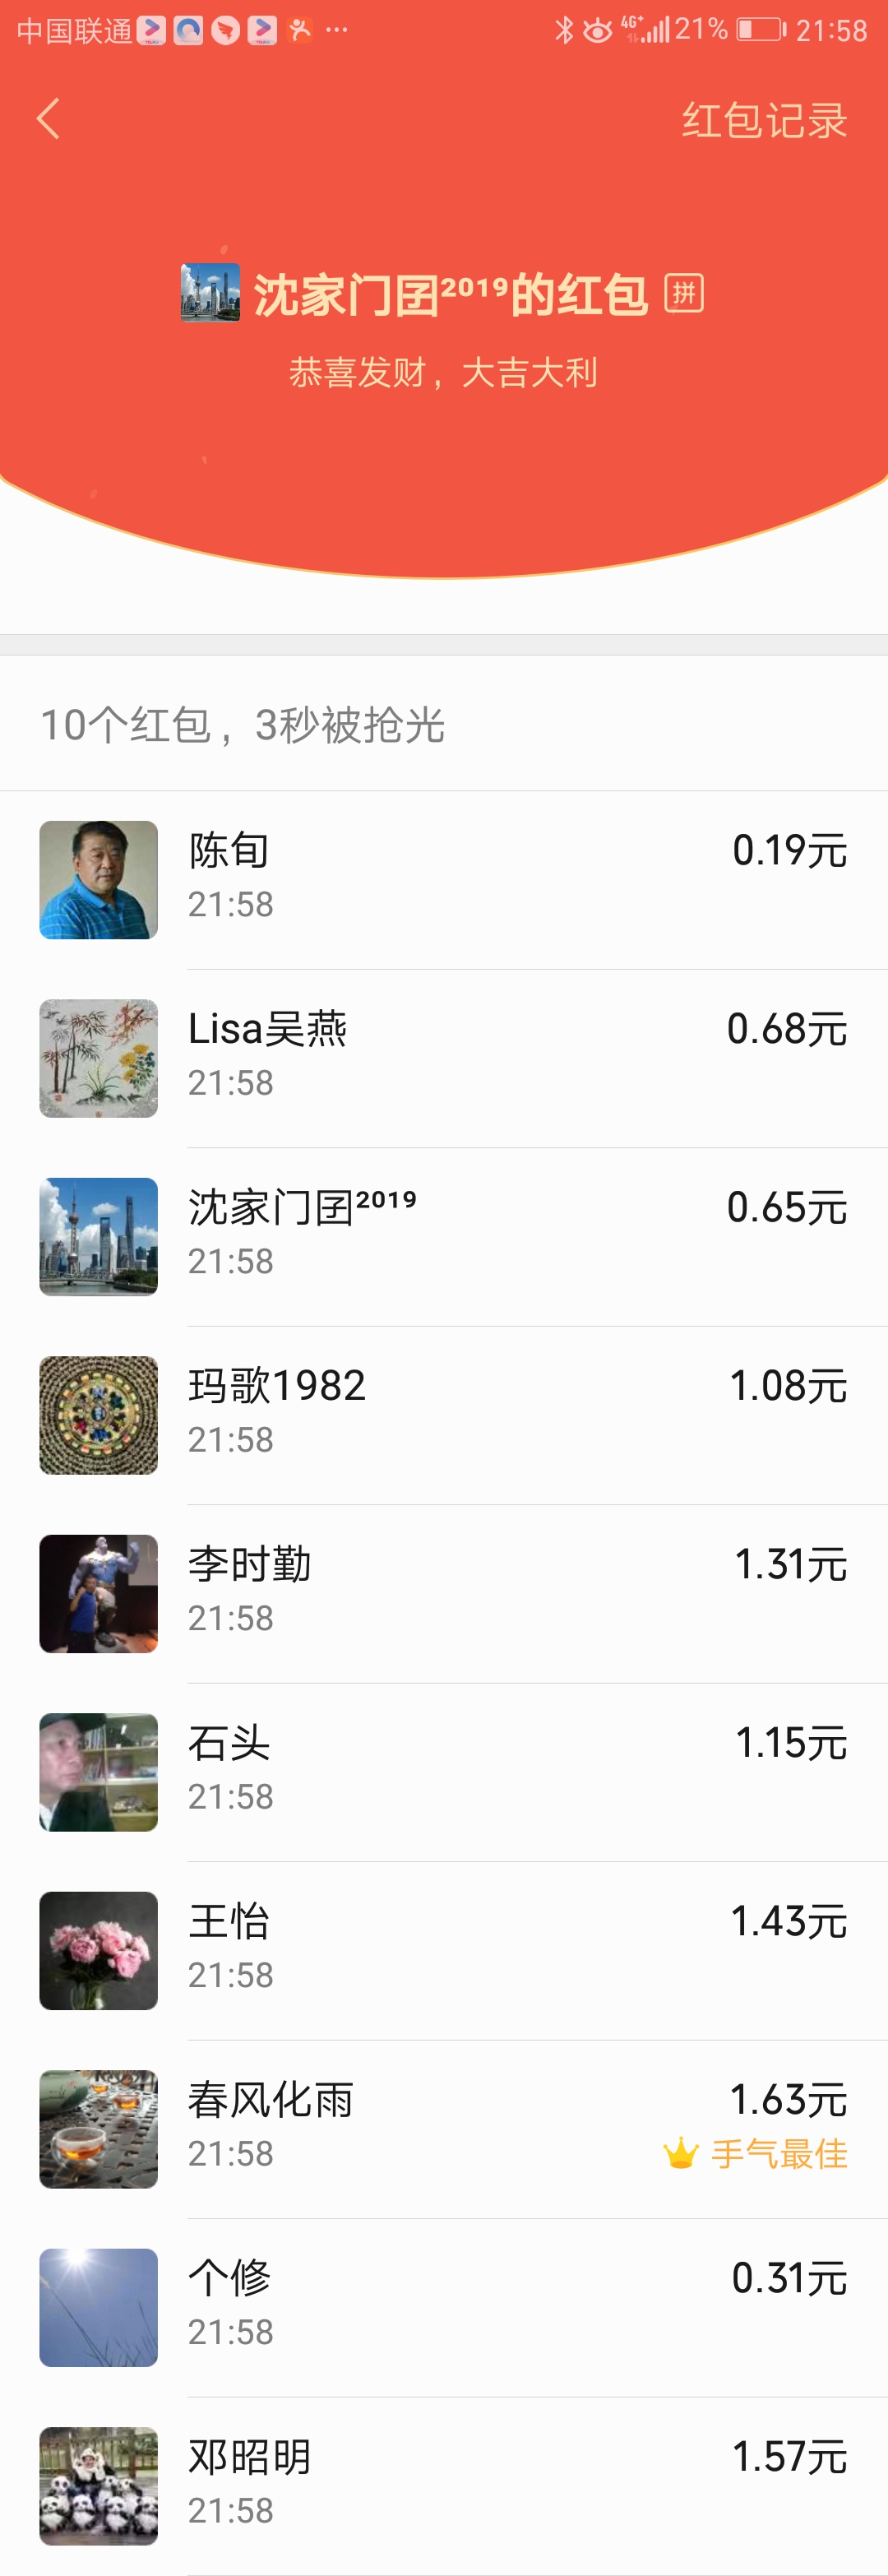 中国联通 4G+ 21% 21:58
红包记录
沈家门囝²⁰¹⁹的红包 拼
恭喜发财，大吉大利
10个红包，3秒被抢光
陈旬 0.19元
21:58
Lisa吴燕 0.68元
21:58
沈家门囝²⁰¹⁹ 0.65元
21:58
玛歌1982 1.08元
21:58
李时勤 1.31元
21:58
石头 1.15元
21:58
王怡 1.43元
21:58
春风化雨 1.63元
21:58 手气最佳
个修 0.31元
21:58
邓昭明 1.57元
21:58